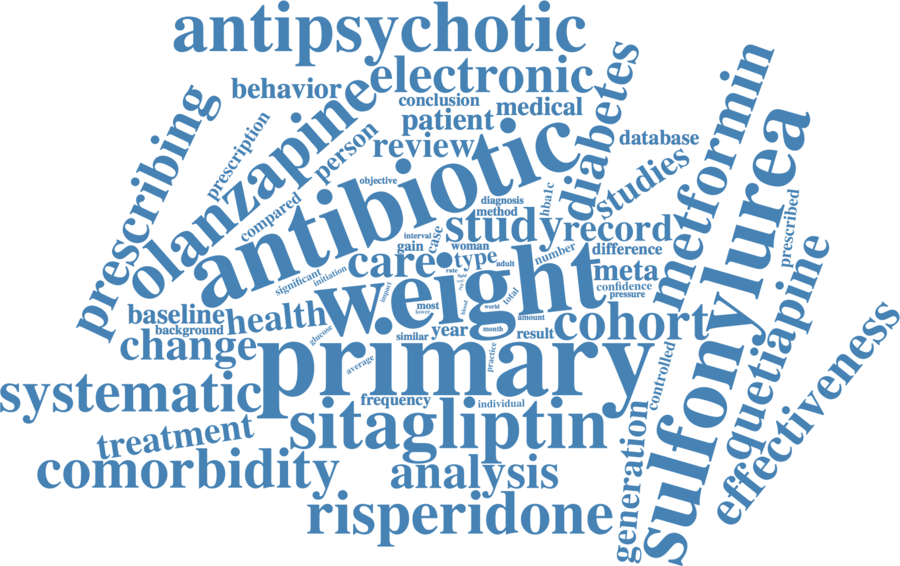 antipsychotic
electronic
behavior
conclusion
medical
patient
review
prescribing
prescription
olanzapine
person
compared
antibiotic
objective
diabetes
database
studies
metformin
sulfonylurea
prescribed
hba1c
diagnosis
method
study
record
interval
gain
case
woman
number
difference
care
type
adult
meta
confidence
pressure
significant
initiation
weight
impact
rate
most
lower
blood
world
total
amount
baseline
background
health
glucose
similar
year
month
result
cohort
change
primary
average
practice
controlled
quetiapine
effectiveness
systematic
frequency
individual
sitagliptin
treatment
comorbidity
analysis
generation
risperidone